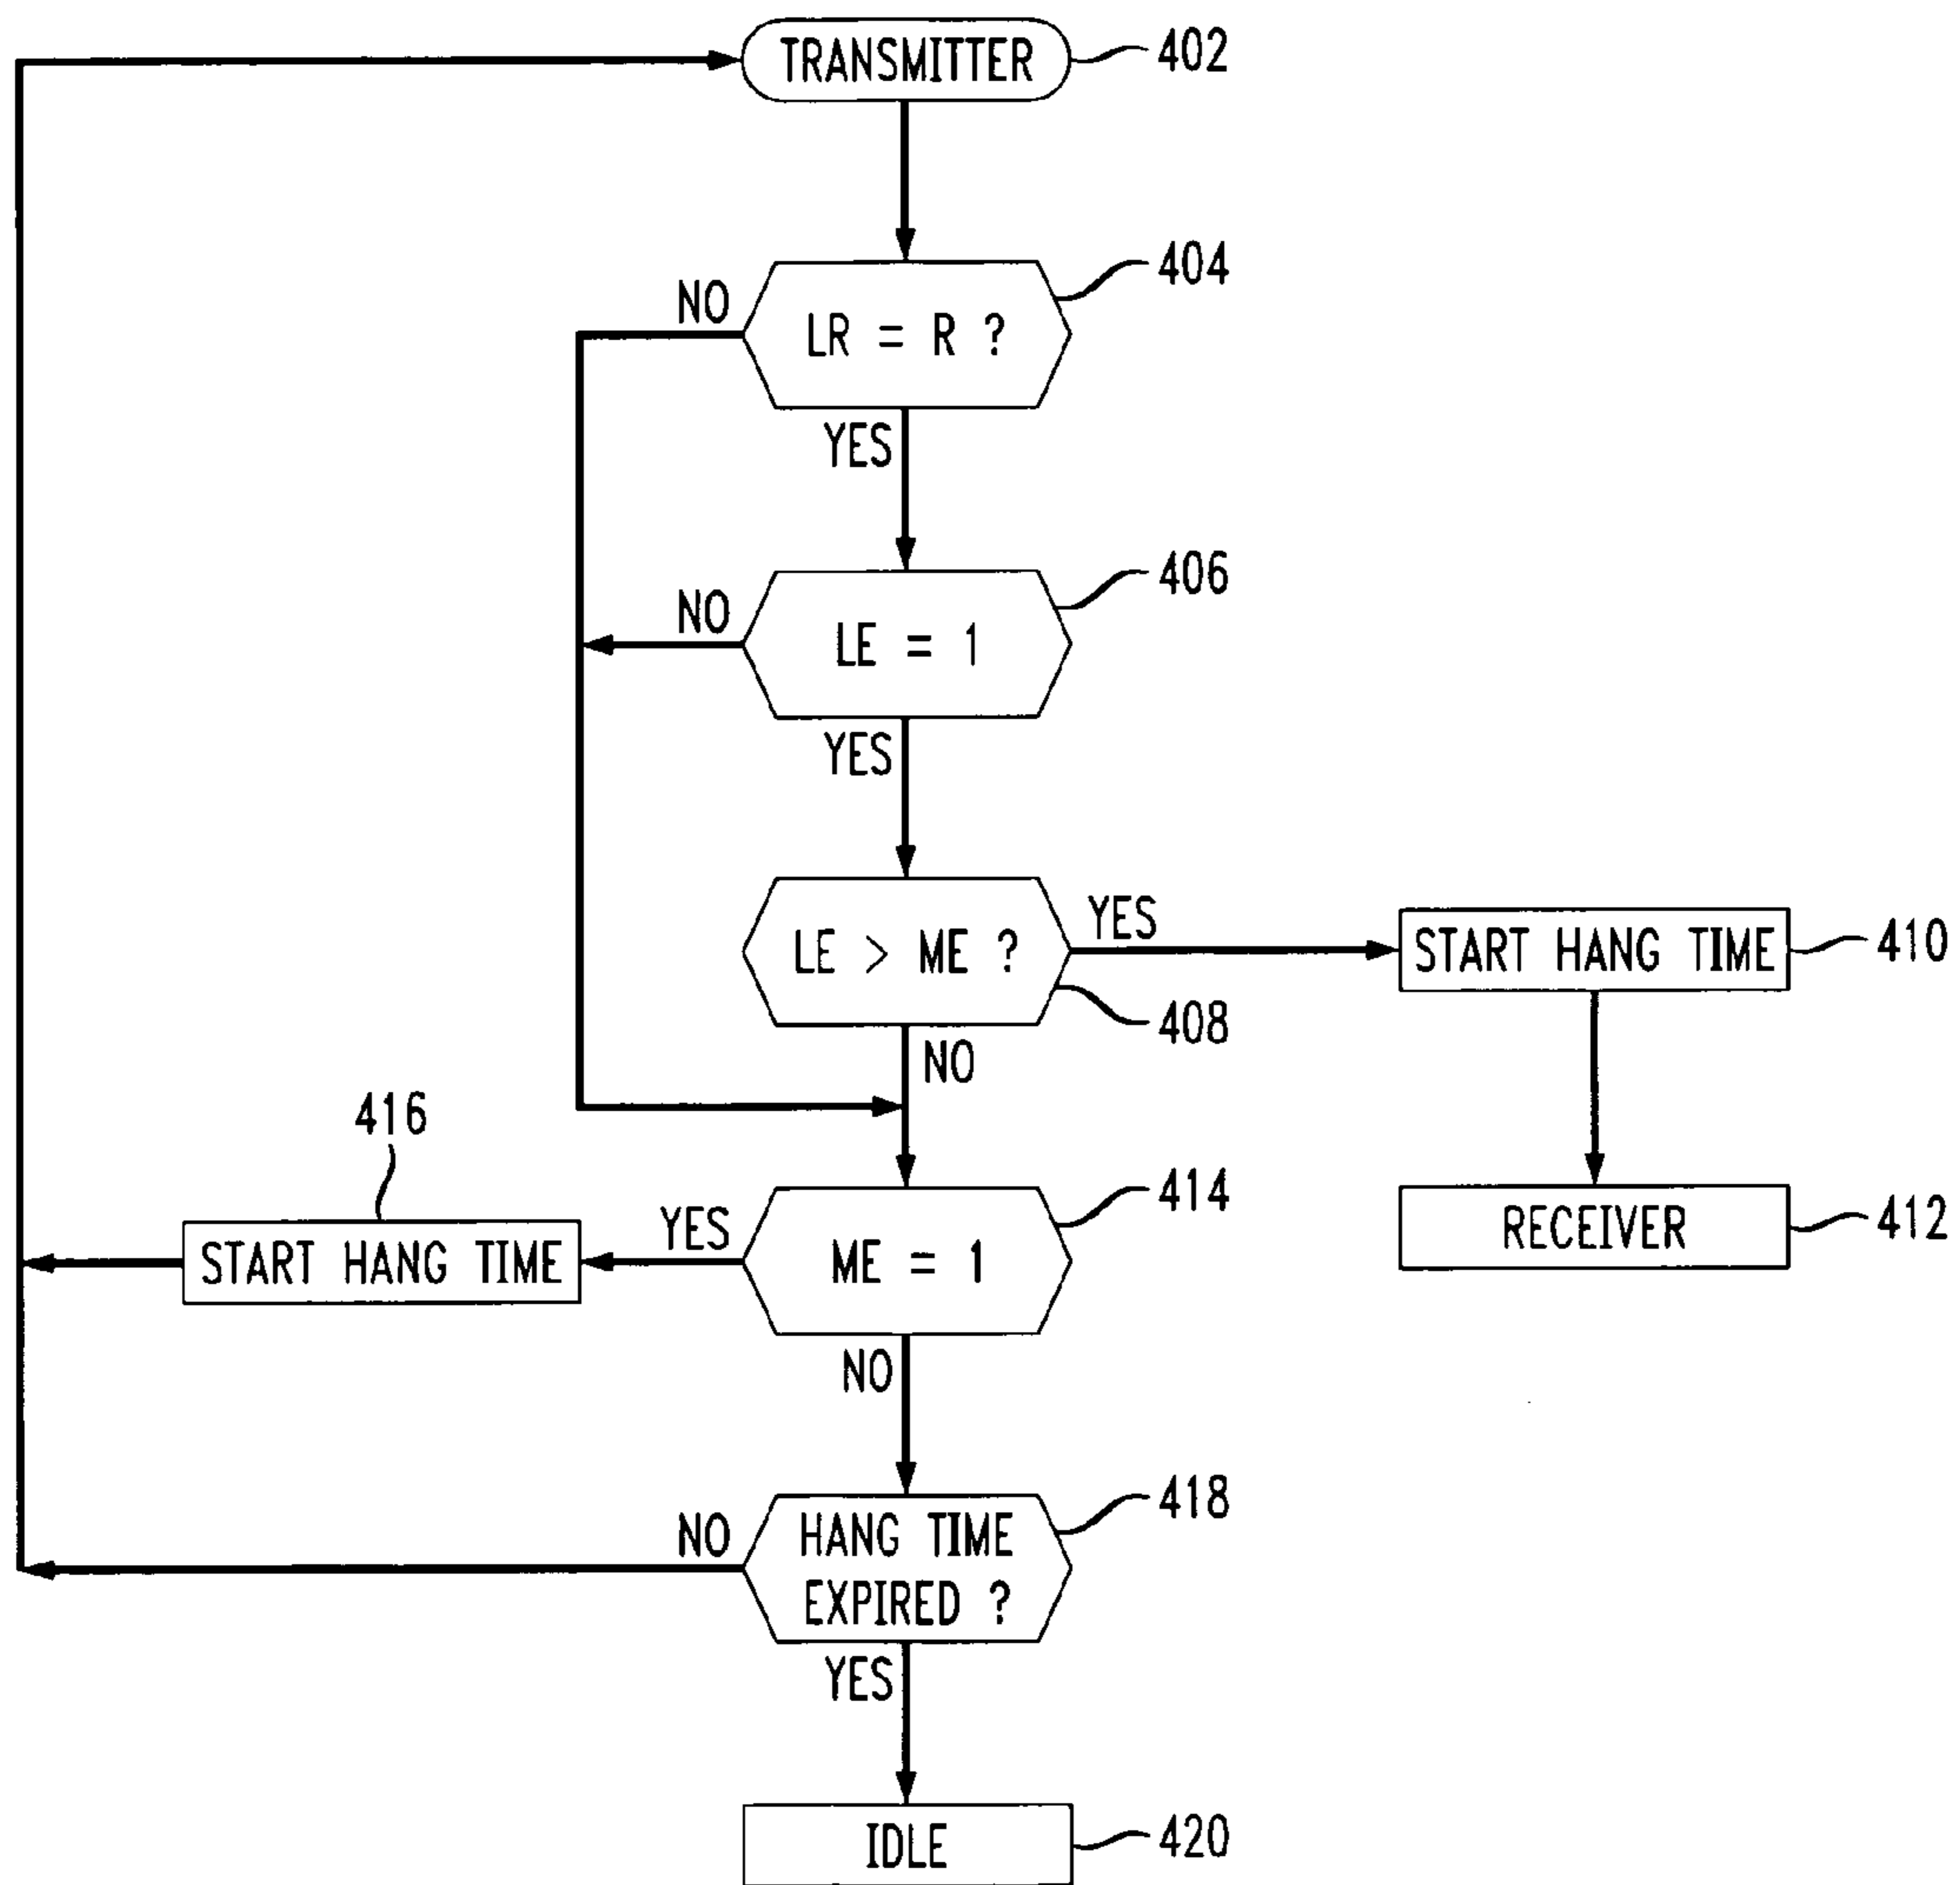 TRANSMITTER
402
404
NO
LR = R ?
YES
406
NO
LE = 1
YES
LE > ME ?
YES
START HANG TIME
410
408
NO
416
414
YES
START HANG TIME
ME = 1
RECEIVER
412
NO
418
NO
HANG TIME
EXPIRED ?
YES
IDLE
420